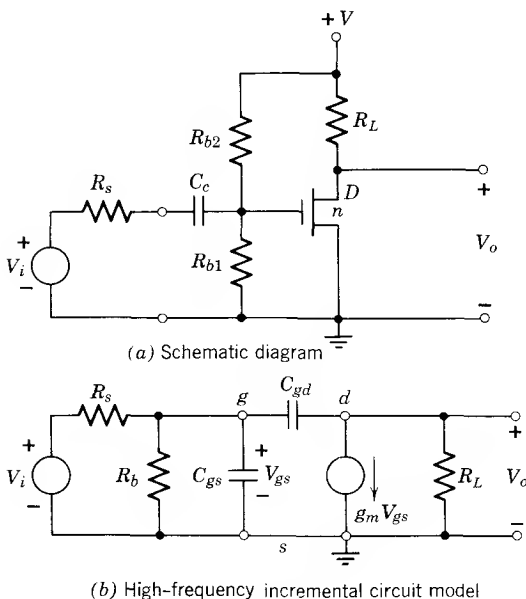 +V
R_L
R_b2
R_s
C_c
D
n
+
+
V_i
−
R_b1
V_o
−
(a) Schematic diagram
R_s
g
C_gd
d
+
+
+
V_i
−
R_b
C_gs
V_gs
−
g_m V_gs
R_L
V_o
−
s
(b) High-frequency incremental circuit model